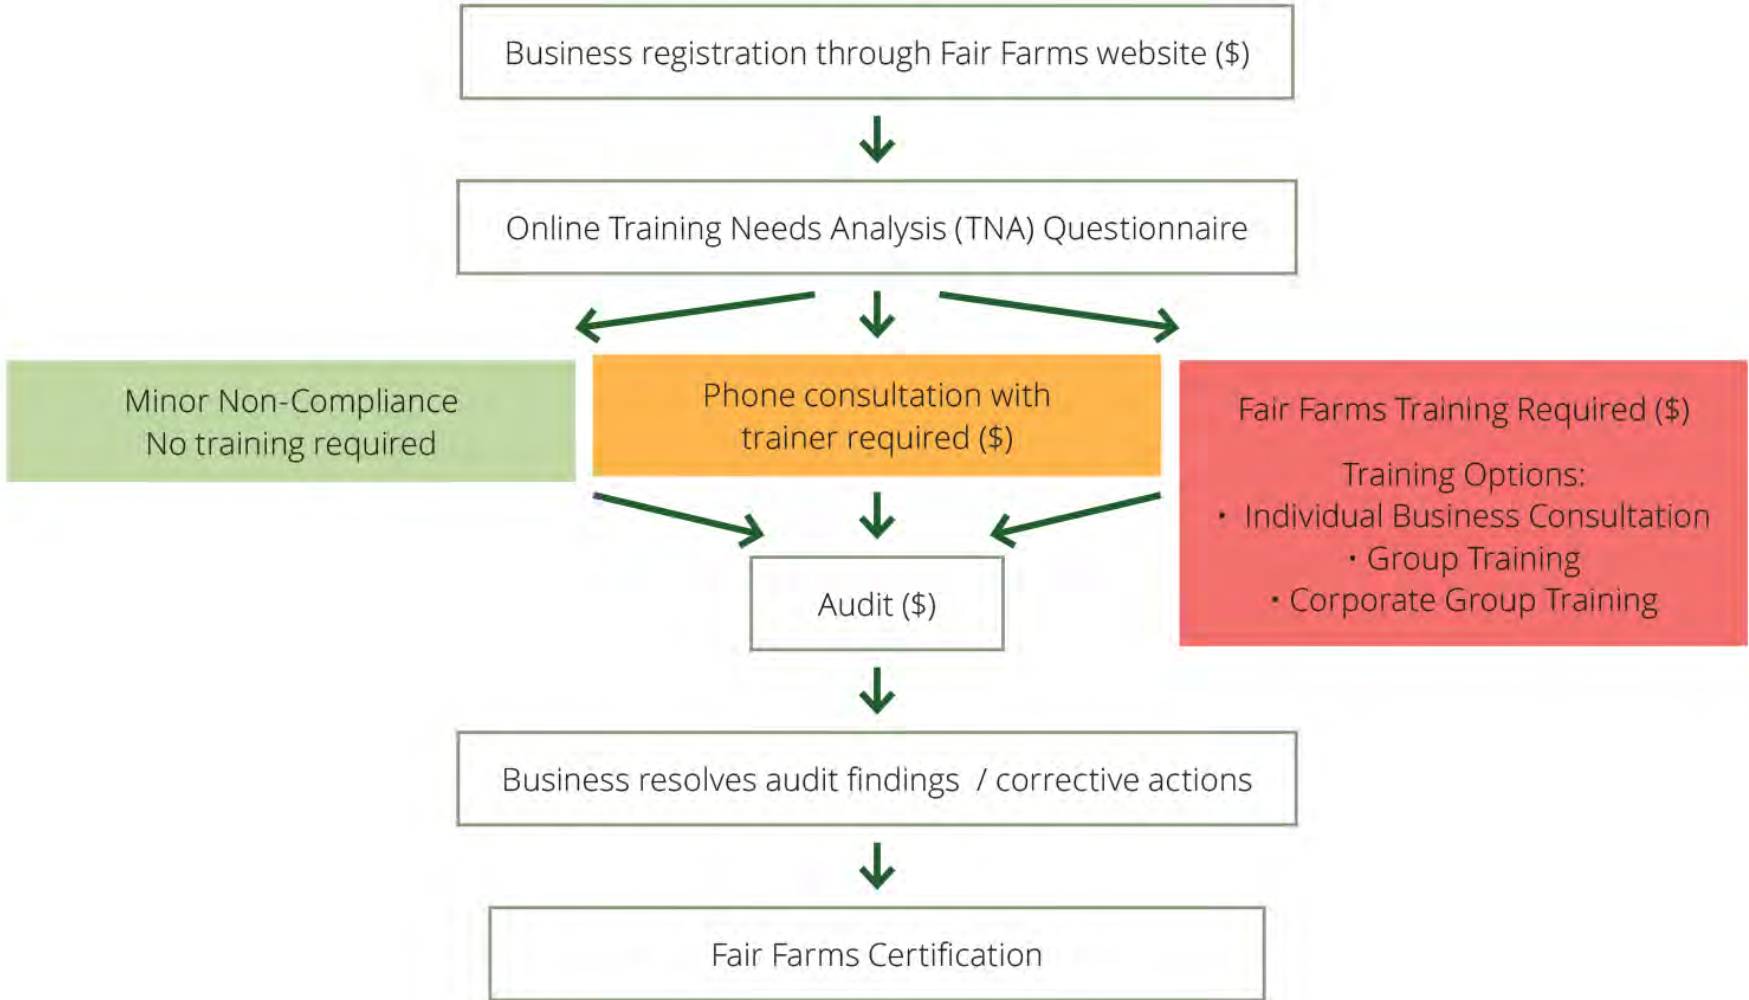 Business registration through Fair Farms website ($)
Online Training Needs Analysis (TNA) Questionnaire
Minor Non-Compliance
No training required
Phone consultation with
trainer required ($)
Fair Farms Training Required ($)
Training Options:
• Individual Business Consultation
• Group Training
• Corporate Group Training
Audit ($)
Business resolves audit findings / corrective actions
Fair Farms Certification